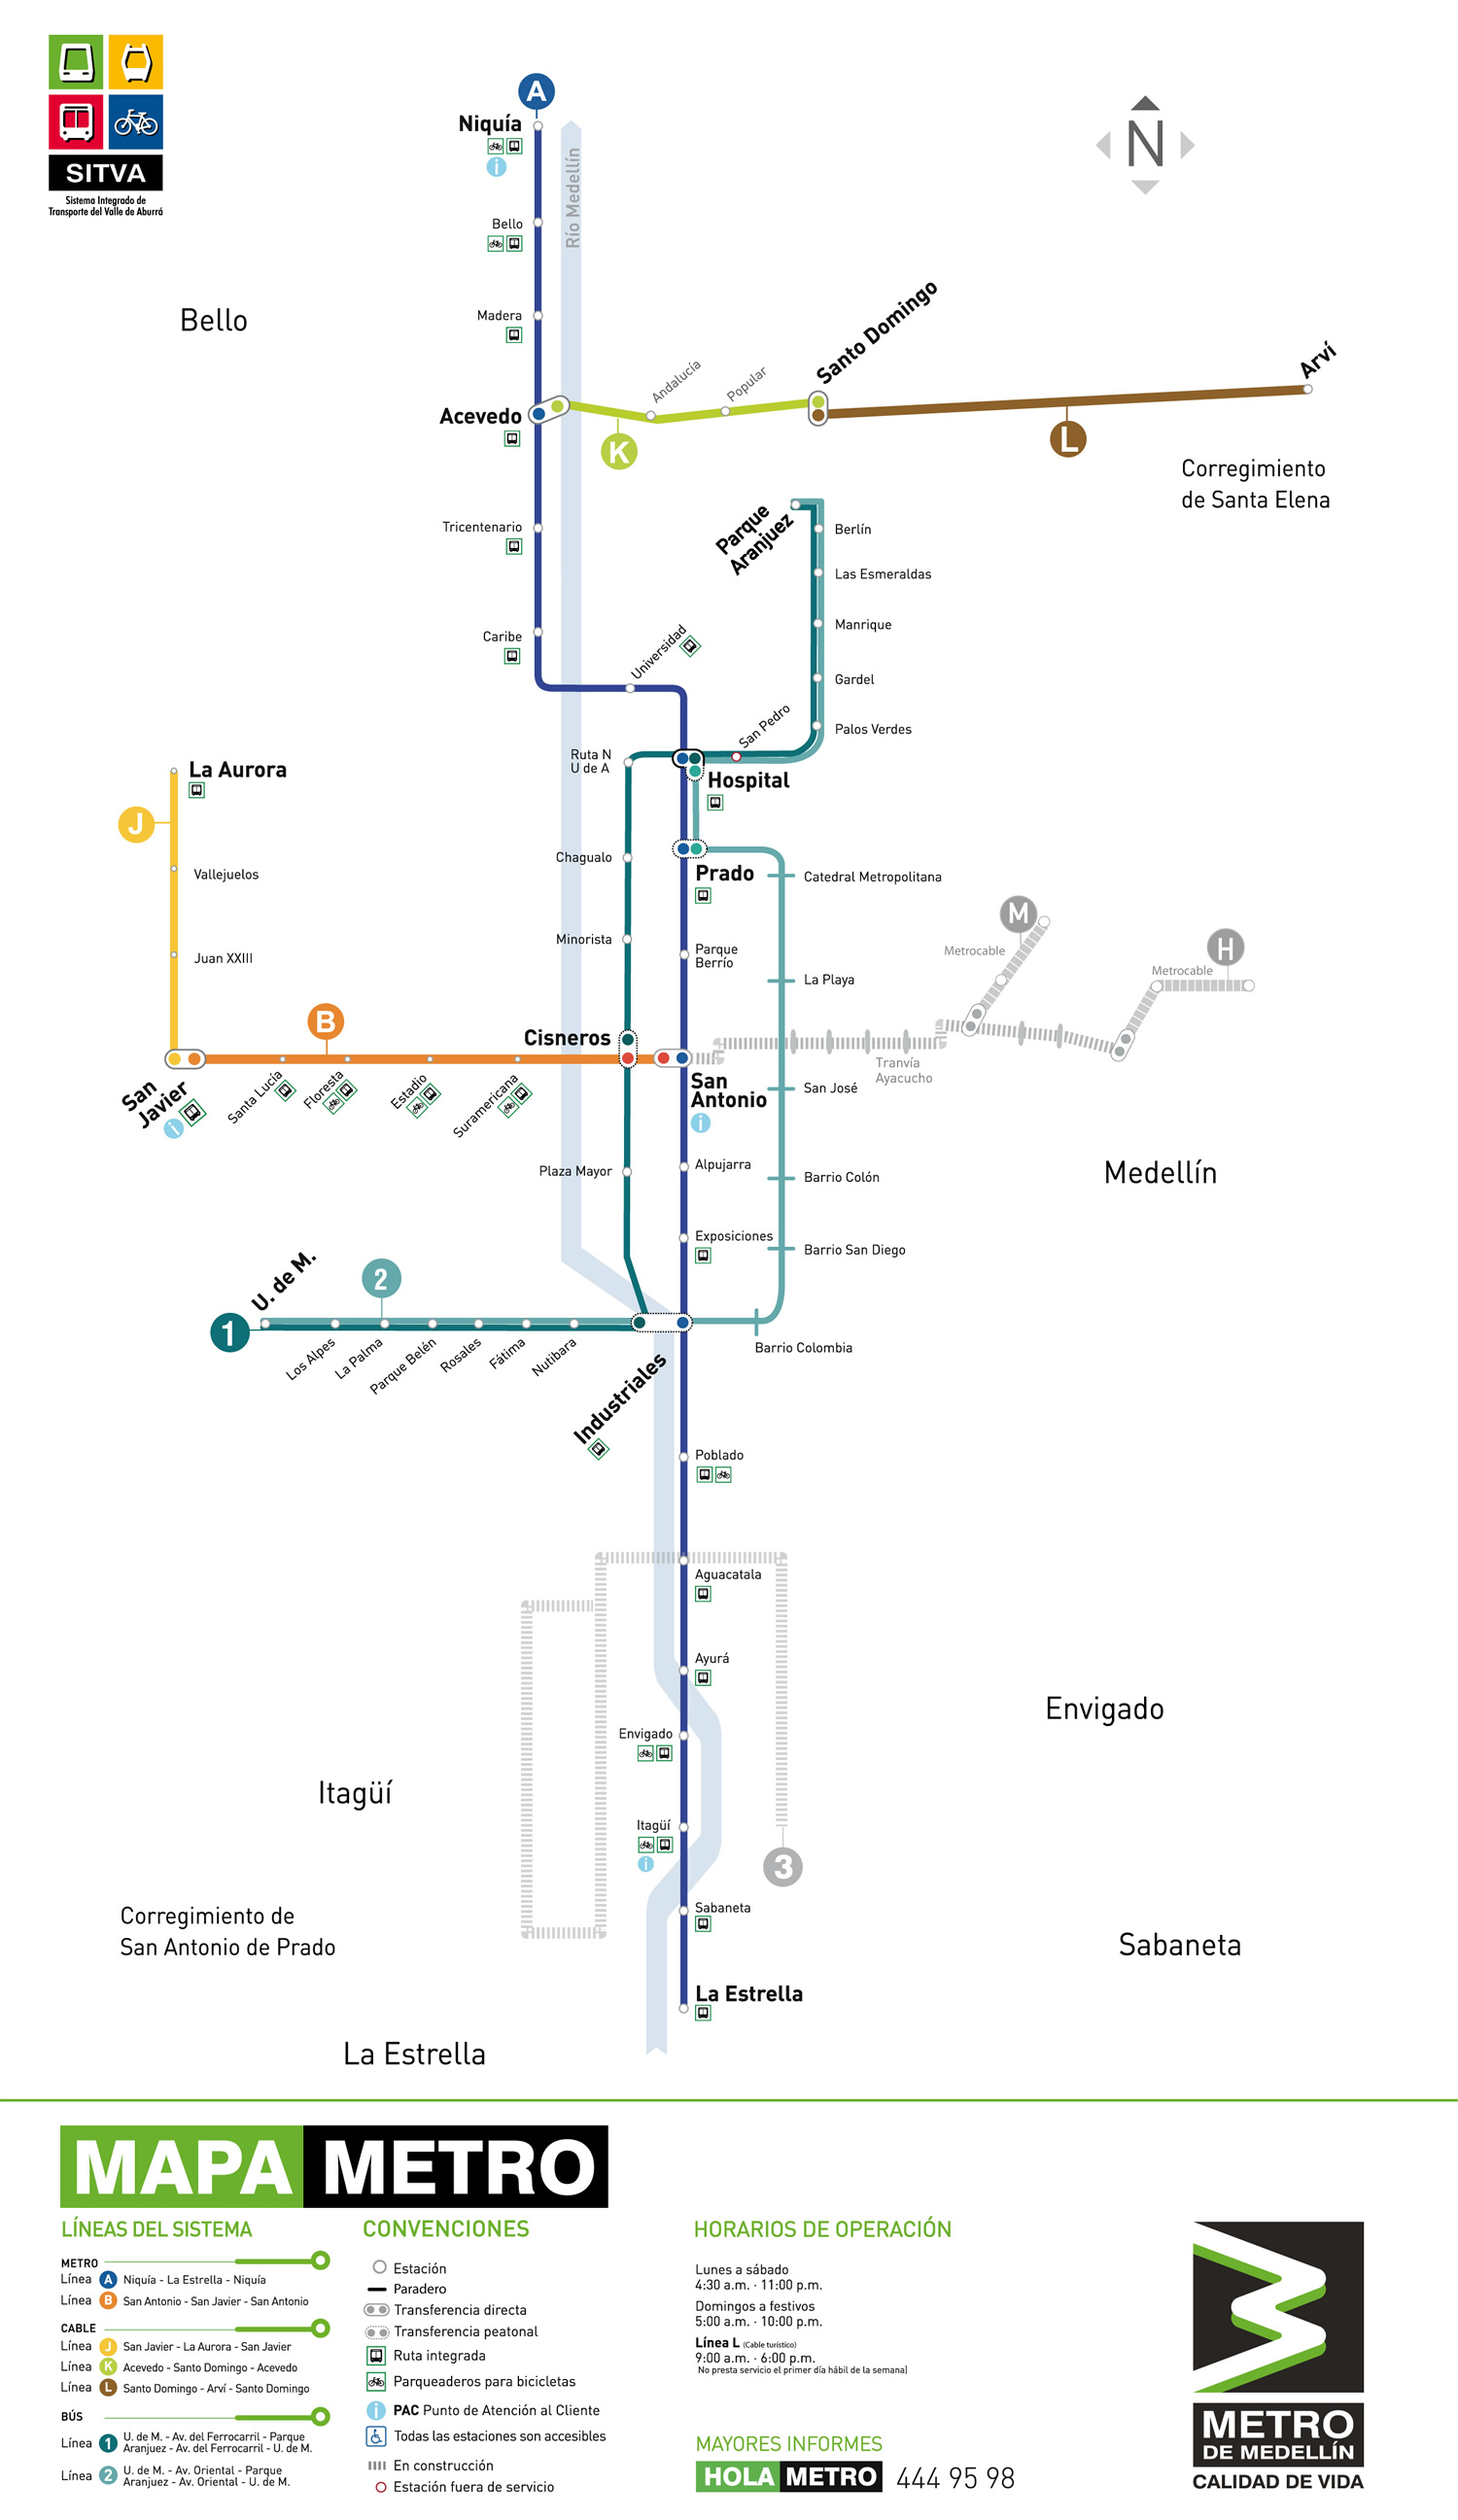 SITVA
Sistema Integrado de
Transporte del Valle de Aburrá
A
Niquía
i
Río Medellín
N
Bello
Bello
Madera
Santo Domingo
Arví
Acevedo
Andalucía
Popular
K
L
Corregimiento
de Santa Elena
Parque
Aranjuez
Tricentenario
Berlín
Las Esmeraldas
Caribe
Universidad
Manrique
Gardel
San Pedro
Palos Verdes
Ruta N
U de A
Hospital
La Aurora
J
Vallejuelos
Chagualo
Prado
Catedral Metropolitana
Minorista
Parque
Berrío
M
Metrocable
H
Metrocable
Juan XXIII
La Playa
B
Cisneros
Tranvía
Ayacucho
San
Javier
i
Santa Lucía
Floresta
Estadio
Suramericana
San
Antonio
i
San José
Plaza Mayor
Alpujarra
Barrio Colón
Medellín
Exposiciones
Barrio San Diego
U. de M.
2
1
Los Alpes
La Palma
Parque Belén
Rosales
Fátima
Nutibara
Industriales
Barrio Colombia
Poblado
Aguacatala
Ayurá
Envigado
Envigado
Itagüí
Itagüí
i
3
Sabaneta
Corregimiento de
San Antonio de Prado
Sabaneta
La Estrella
La Estrella
MAPA METRO
LÍNEAS DEL SISTEMA
METRO
Línea A Niquía - La Estrella - Niquía
Línea B San Antonio - San Javier - San Antonio
CABLE
Línea J San Javier - La Aurora - San Javier
Línea K Acevedo - Santo Domingo - Acevedo
Línea L Santo Domingo - Arví - Santo Domingo
BÚS
Línea 1 U. de M. - Av. del Ferrocarril - Parque
Aranjuez - Av. del Ferrocarril - U. de M.
Línea 2 U. de M. - Av. Oriental - Parque
Aranjuez - Av. Oriental - U. de M.
CONVENCIONES
Estación
Paradero
Transferencia directa
Transferencia peatonal
Ruta integrada
Parqueaderos para bicicletas
i PAC Punto de Atención al Cliente
Todas las estaciones son accesibles
En construcción
Estación fuera de servicio
HORARIOS DE OPERACIÓN
Lunes a sábado
4:30 a.m. · 11:00 p.m.
Domingos a festivos
5:00 a.m. · 10:00 p.m.
Línea L (Cable turístico)
9:00 a.m. · 6:00 p.m.
No presta servicio el primer día hábil de la semana)
MAYORES INFORMES
HOLA METRO 444 95 98
METRO
DE MEDELLÍN
CALIDAD DE VIDA